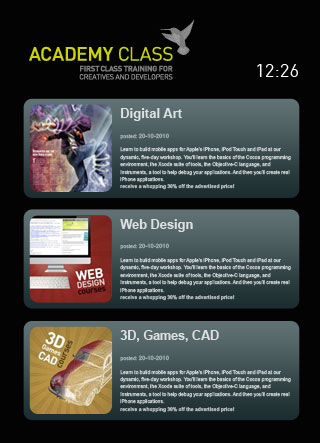 ACADEMY CLASS
FIRST CLASS TRAINING FOR
CREATIVES AND DEVELOPERS
12:26
Digital Art
posted: 20-10-2010
Learn to build mobile apps for Apple's iPhone, iPod Touch and iPad at our
dynamic, five-day workshop. You'll learn the basics of the Cocoa programming
environment, the Xcode suite of tools, the Objective-C language, and
Instruments, a tool to help debug your applications. And then you'll create real
iPhone applications.
receive a whopping 30% off the advertised price!
Web Design
posted: 20-10-2010
WEB
DESIGN
courses
Learn to build mobile apps for Apple's iPhone, iPod Touch and iPad at our
dynamic, five-day workshop. You'll learn the basics of the Cocoa programming
environment, the Xcode suite of tools, the Objective-C language, and
Instruments, a tool to help debug your applications. And then you'll create real
iPhone applications.
receive a whopping 30% off the advertised price!
3D, Games, CAD
posted: 20-10-2010
3D
Games
CAD
COURSES
Learn to build mobile apps for Apple's iPhone, iPod Touch and iPad at our
dynamic, five-day workshop. You'll learn the basics of the Cocoa programming
environment, the Xcode suite of tools, the Objective-C language, and
Instruments, a tool to help debug your applications. And then you'll create real
iPhone applications.
receive a whopping 30% off the advertised price!